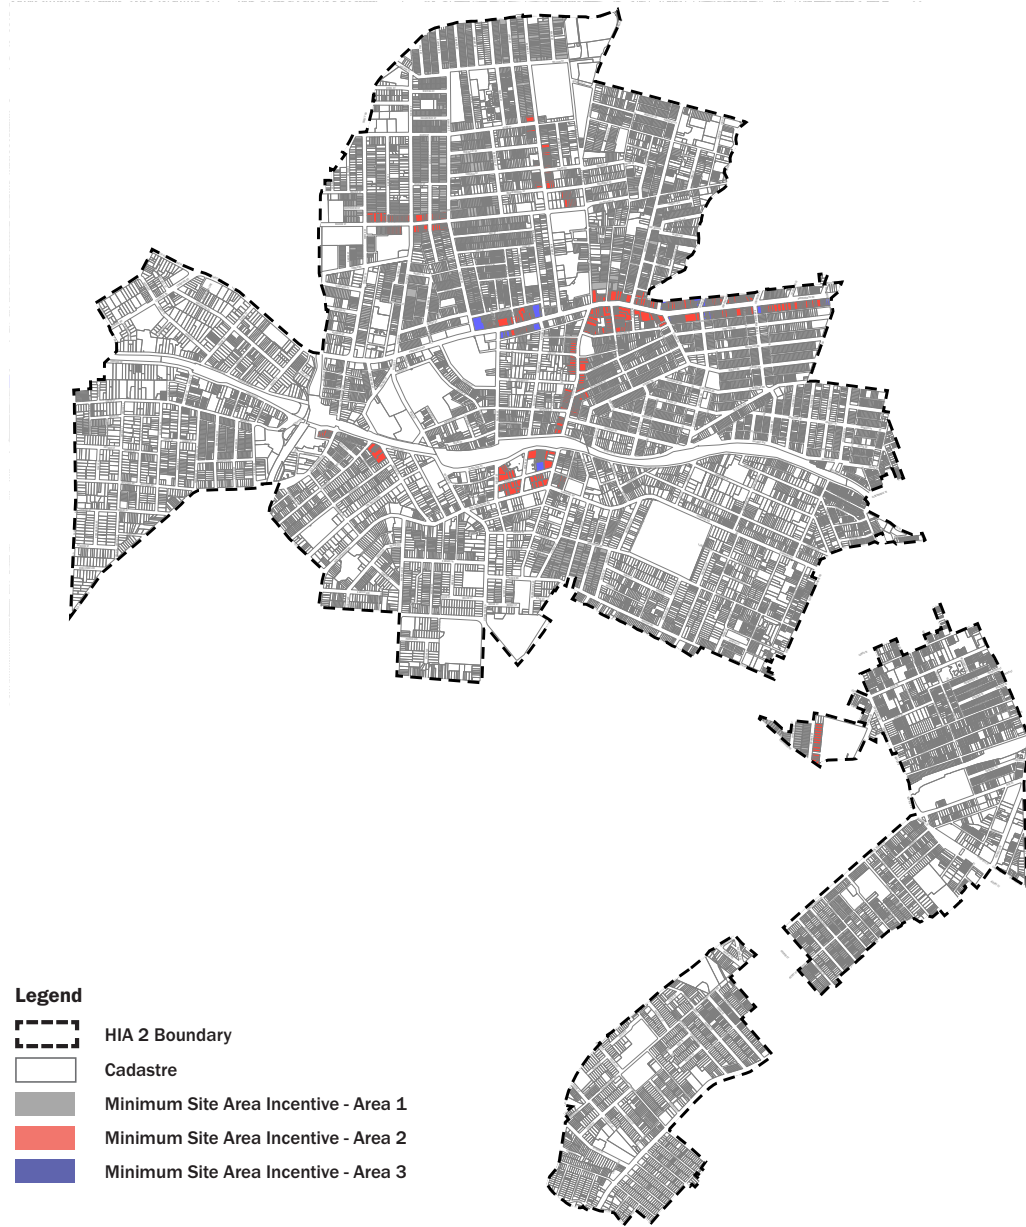 Legend
HIA 2 Boundary
Cadastre
Minimum Site Area Incentive - Area 1
Minimum Site Area Incentive - Area 2
Minimum Site Area Incentive - Area 3